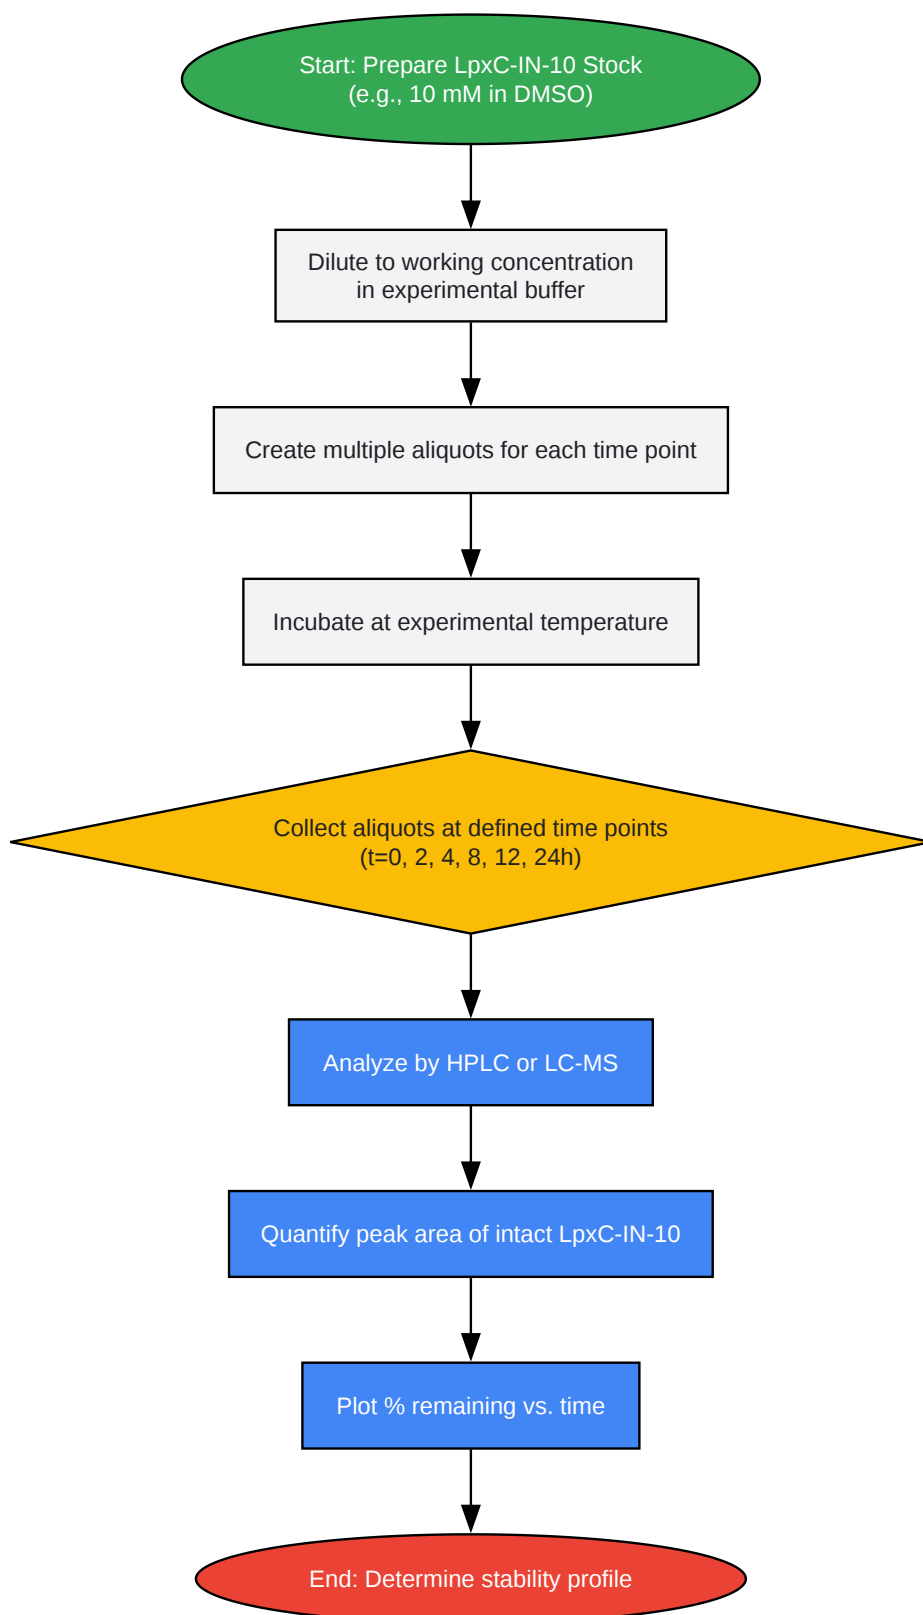 Start: Prepare LpxC-IN-10 Stock
(e.g., 10 mM in DMSO)
Dilute to working concentration
in experimental buffer
Create multiple aliquots for each time point
Incubate at experimental temperature
Collect aliquots at defined time points
(t=0, 2, 4, 8, 12, 24h)
Analyze by HPLC or LC-MS
Quantify peak area of intact LpxC-IN-10
Plot % remaining vs. time
End: Determine stability profile